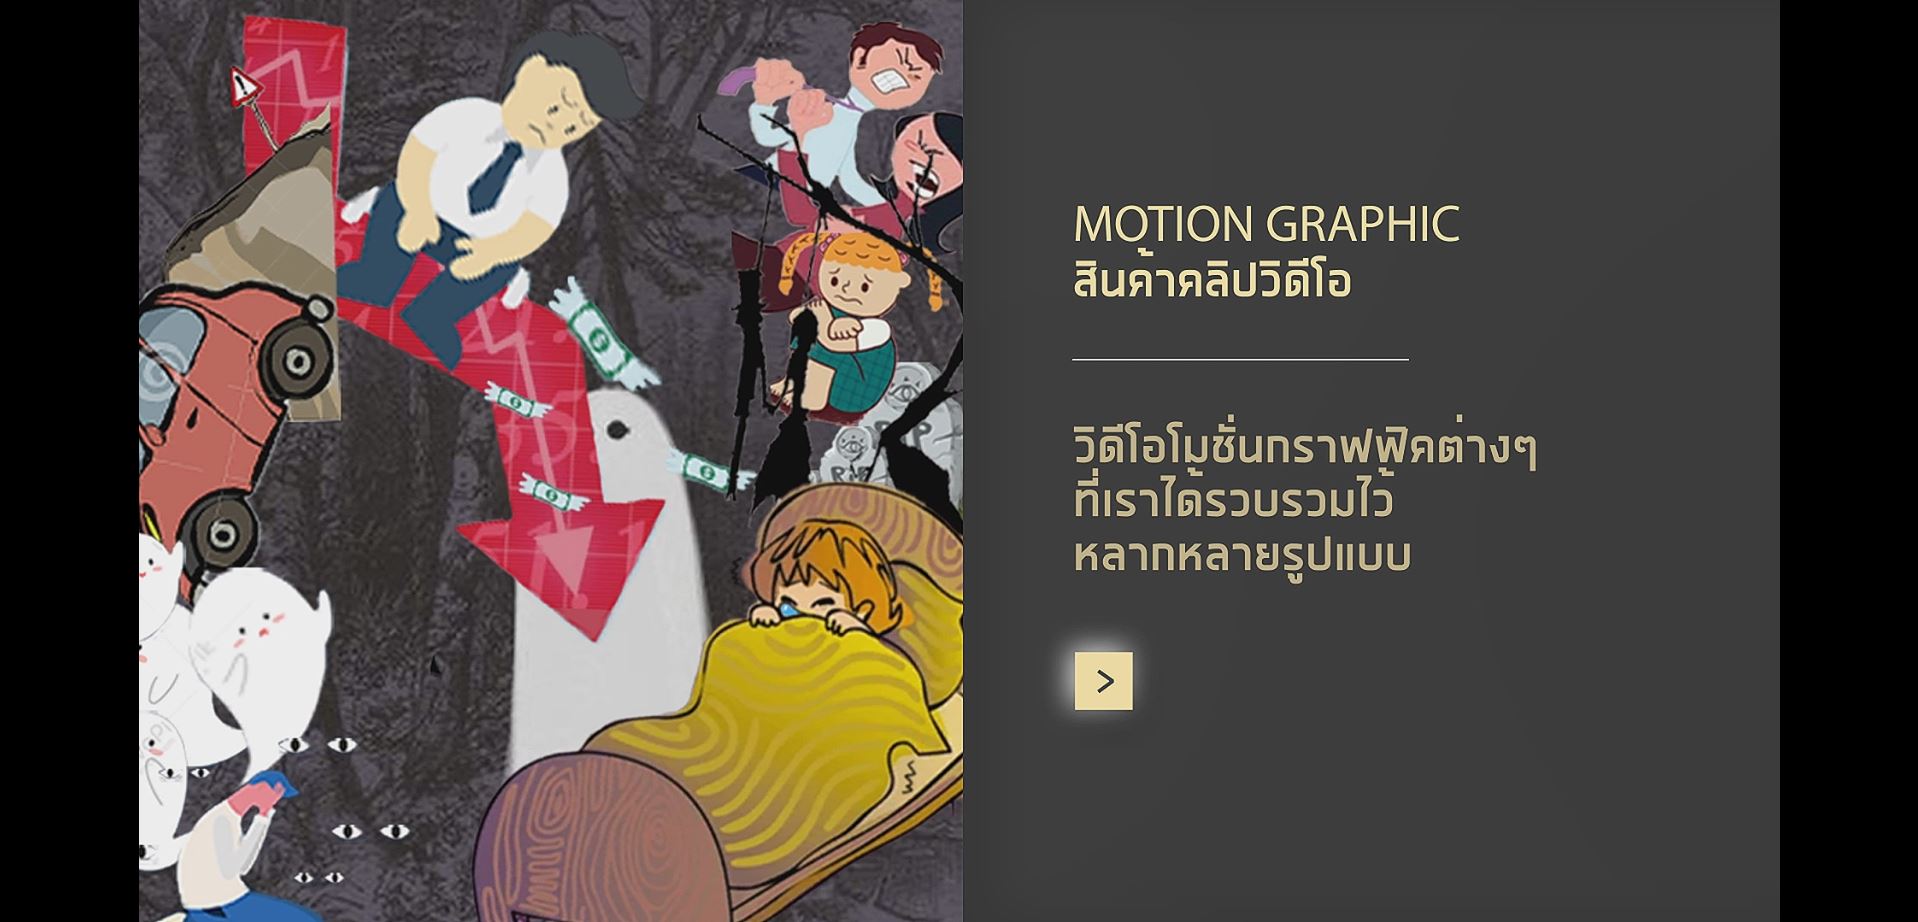 MOTION GRAPHIC
สินค้าคลิปวิดีโอ
วิดีโอโมชั่นกราฟฟิคต่างๆ
ที่เราได้รวบรวมไว้
หลากหลายรูปแบบ
>